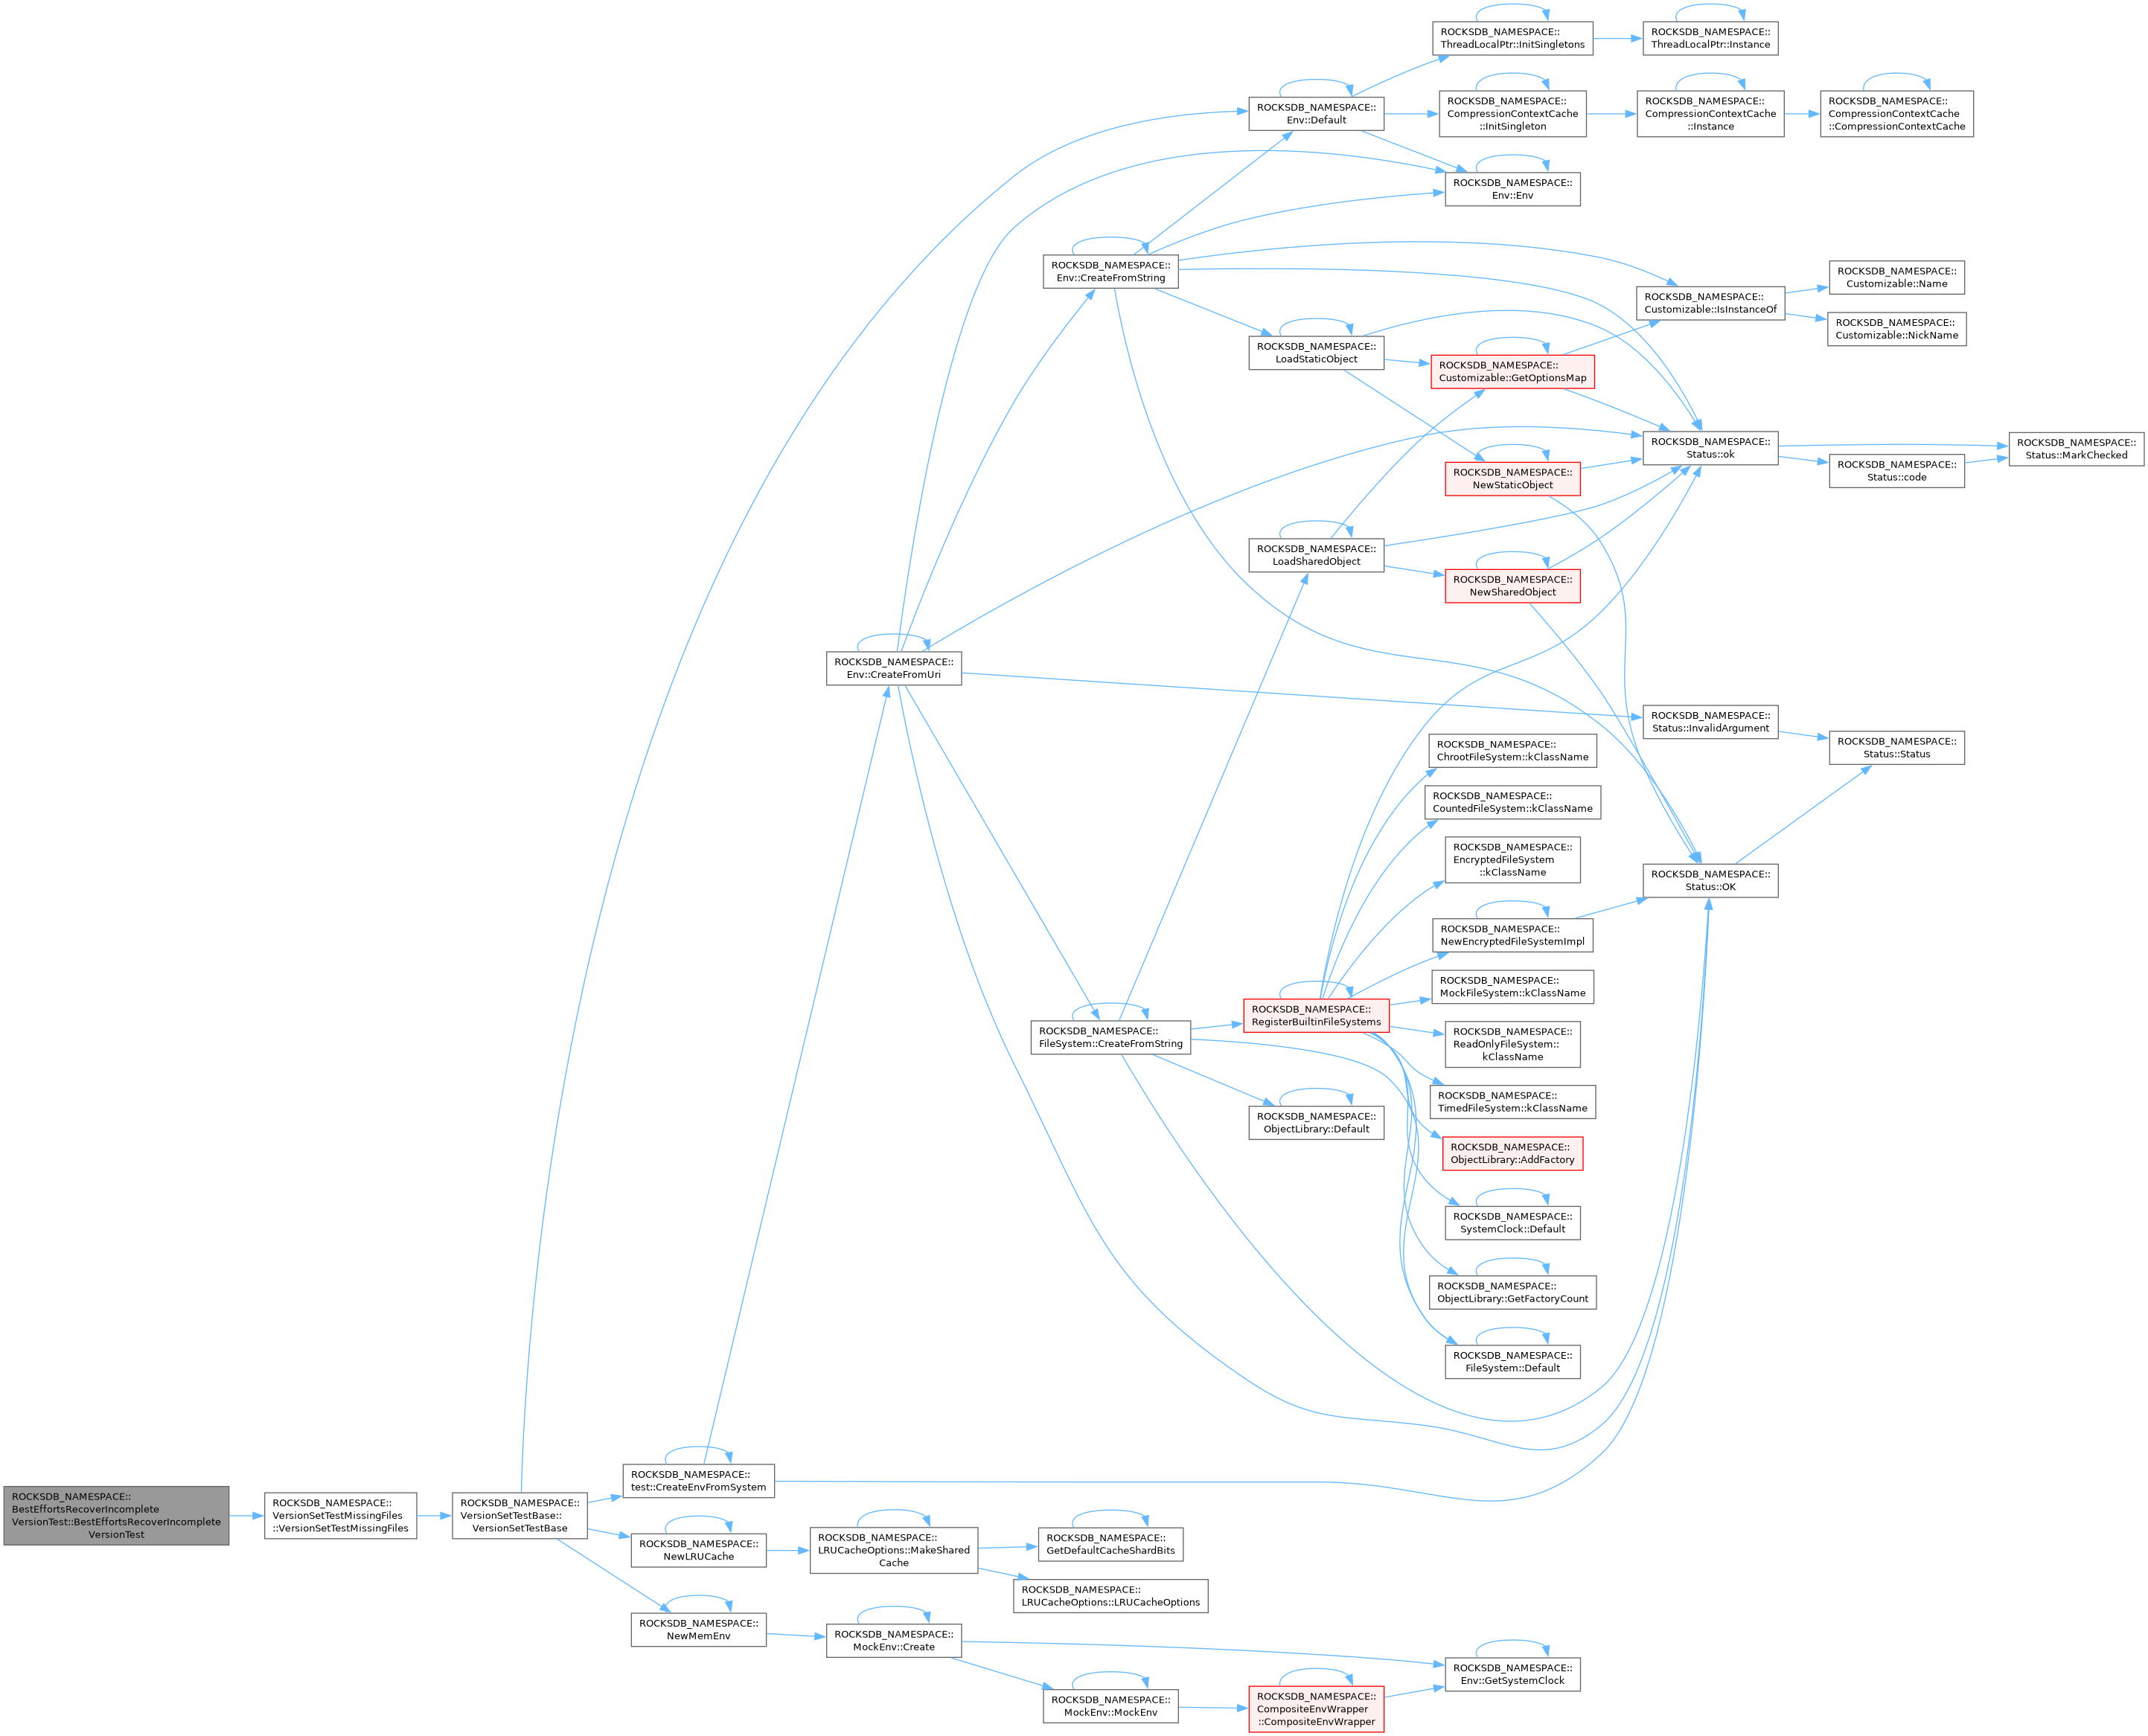 ROCKSDB_NAMESPACE::
ThreadLocalPtr::InitSingletons
ROCKSDB_NAMESPACE::
ThreadLocalPtr::Instance
ROCKSDB_NAMESPACE::
Env::Default
ROCKSDB_NAMESPACE::
CompressionContextCache
::InitSingleton
ROCKSDB_NAMESPACE::
CompressionContextCache
::Instance
ROCKSDB_NAMESPACE::
CompressionContextCache
::CompressionContextCache
ROCKSDB_NAMESPACE::
Env::Env
ROCKSDB_NAMESPACE::
Env::CreateFromString
ROCKSDB_NAMESPACE::
Customizable::IsInstanceOf
ROCKSDB_NAMESPACE::
Customizable::Name
ROCKSDB_NAMESPACE::
Customizable::NickName
ROCKSDB_NAMESPACE::
LoadStaticObject
ROCKSDB_NAMESPACE::
Customizable::GetOptionsMap
ROCKSDB_NAMESPACE::
Status::ok
ROCKSDB_NAMESPACE::
Status::MarkChecked
ROCKSDB_NAMESPACE::
NewStaticObject
ROCKSDB_NAMESPACE::
Status::code
ROCKSDB_NAMESPACE::
LoadSharedObject
ROCKSDB_NAMESPACE::
NewSharedObject
ROCKSDB_NAMESPACE::
Env::CreateFromUri
ROCKSDB_NAMESPACE::
Status::InvalidArgument
ROCKSDB_NAMESPACE::
Status::Status
ROCKSDB_NAMESPACE::
ChrootFileSystem::kClassName
ROCKSDB_NAMESPACE::
CountedFileSystem::kClassName
ROCKSDB_NAMESPACE::
EncryptedFileSystem
::kClassName
ROCKSDB_NAMESPACE::
Status::OK
ROCKSDB_NAMESPACE::
NewEncryptedFileSystemImpl
ROCKSDB_NAMESPACE::
MockFileSystem::kClassName
ROCKSDB_NAMESPACE::
RegisterBuiltinFileSystems
ROCKSDB_NAMESPACE::
FileSystem::CreateFromString
ROCKSDB_NAMESPACE::
ReadOnlyFileSystem::
kClassName
ROCKSDB_NAMESPACE::
TimedFileSystem::kClassName
ROCKSDB_NAMESPACE::
ObjectLibrary::Default
ROCKSDB_NAMESPACE::
ObjectLibrary::AddFactory
ROCKSDB_NAMESPACE::
SystemClock::Default
ROCKSDB_NAMESPACE::
ObjectLibrary::GetFactoryCount
ROCKSDB_NAMESPACE::
FileSystem::Default
ROCKSDB_NAMESPACE::
test::CreateEnvFromSystem
ROCKSDB_NAMESPACE::
BestEffortsRecoverIncomplete
VersionTest::BestEffortsRecoverIncomplete
VersionTest
ROCKSDB_NAMESPACE::
VersionSetTestMissingFiles
::VersionSetTestMissingFiles
ROCKSDB_NAMESPACE::
VersionSetTestBase::
VersionSetTestBase
ROCKSDB_NAMESPACE::
NewLRUCache
ROCKSDB_NAMESPACE::
LRUCacheOptions::MakeShared
Cache
ROCKSDB_NAMESPACE::
GetDefaultCacheShardBits
ROCKSDB_NAMESPACE::
LRUCacheOptions::LRUCacheOptions
ROCKSDB_NAMESPACE::
NewMemEnv
ROCKSDB_NAMESPACE::
MockEnv::Create
ROCKSDB_NAMESPACE::
Env::GetSystemClock
ROCKSDB_NAMESPACE::
MockEnv::MockEnv
ROCKSDB_NAMESPACE::
CompositeEnvWrapper
::CompositeEnvWrapper